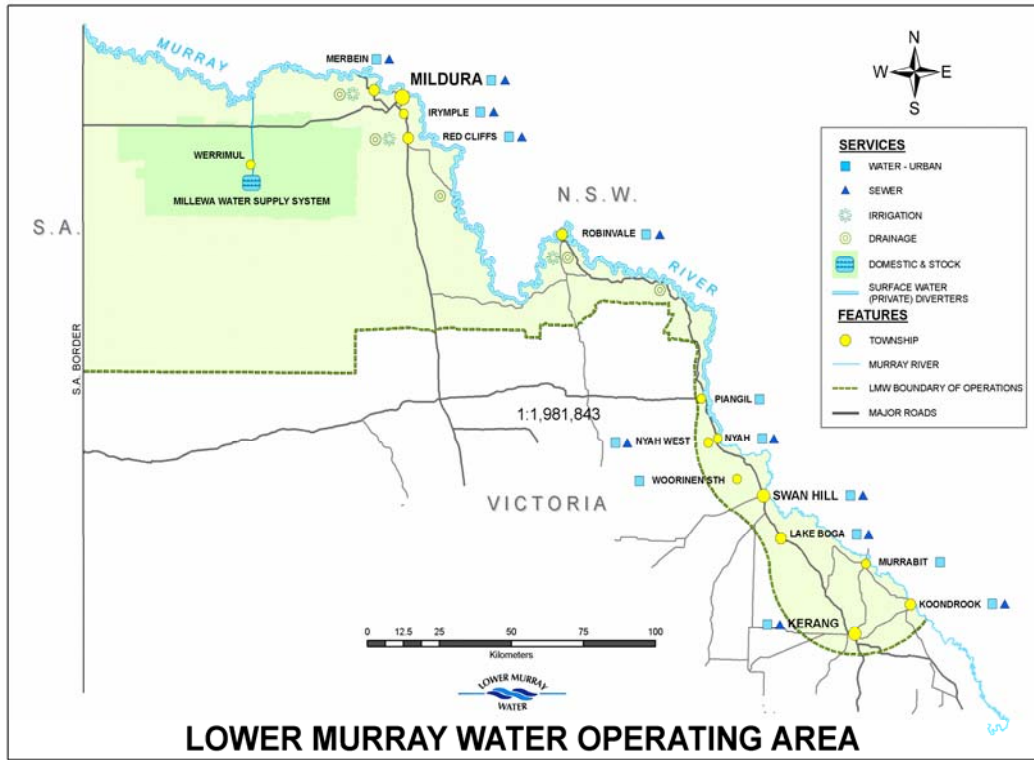 MURRAY
MERBEIN
MILDURA
IRYMPLE
RED CLIFFS
WERRIMUL
MILLEWA WATER SUPPLY SYSTEM
S.A.
N.S.W.
ROBINVALE
RIVER
S.A. BORDER
PIANGIL
1:1,981,843
NYAH WEST
NYAH
WOORINEN STH
SWAN HILL
VICTORIA
LAKE BOGA
MURRABIT
KOONDROOK
KERANG
0 12.5 25 50 75 100
Kilometers
LOWER MURRAY
WATER
N
W E
S
SERVICES
WATER - URBAN
SEWER
IRRIGATION
DRAINAGE
DOMESTIC & STOCK
SURFACE WATER
(PRIVATE) DIVERTERS
FEATURES
TOWNSHIP
MURRAY RIVER
LMW BOUNDARY OF OPERATIONS
MAJOR ROADS
LOWER MURRAY WATER OPERATING AREA